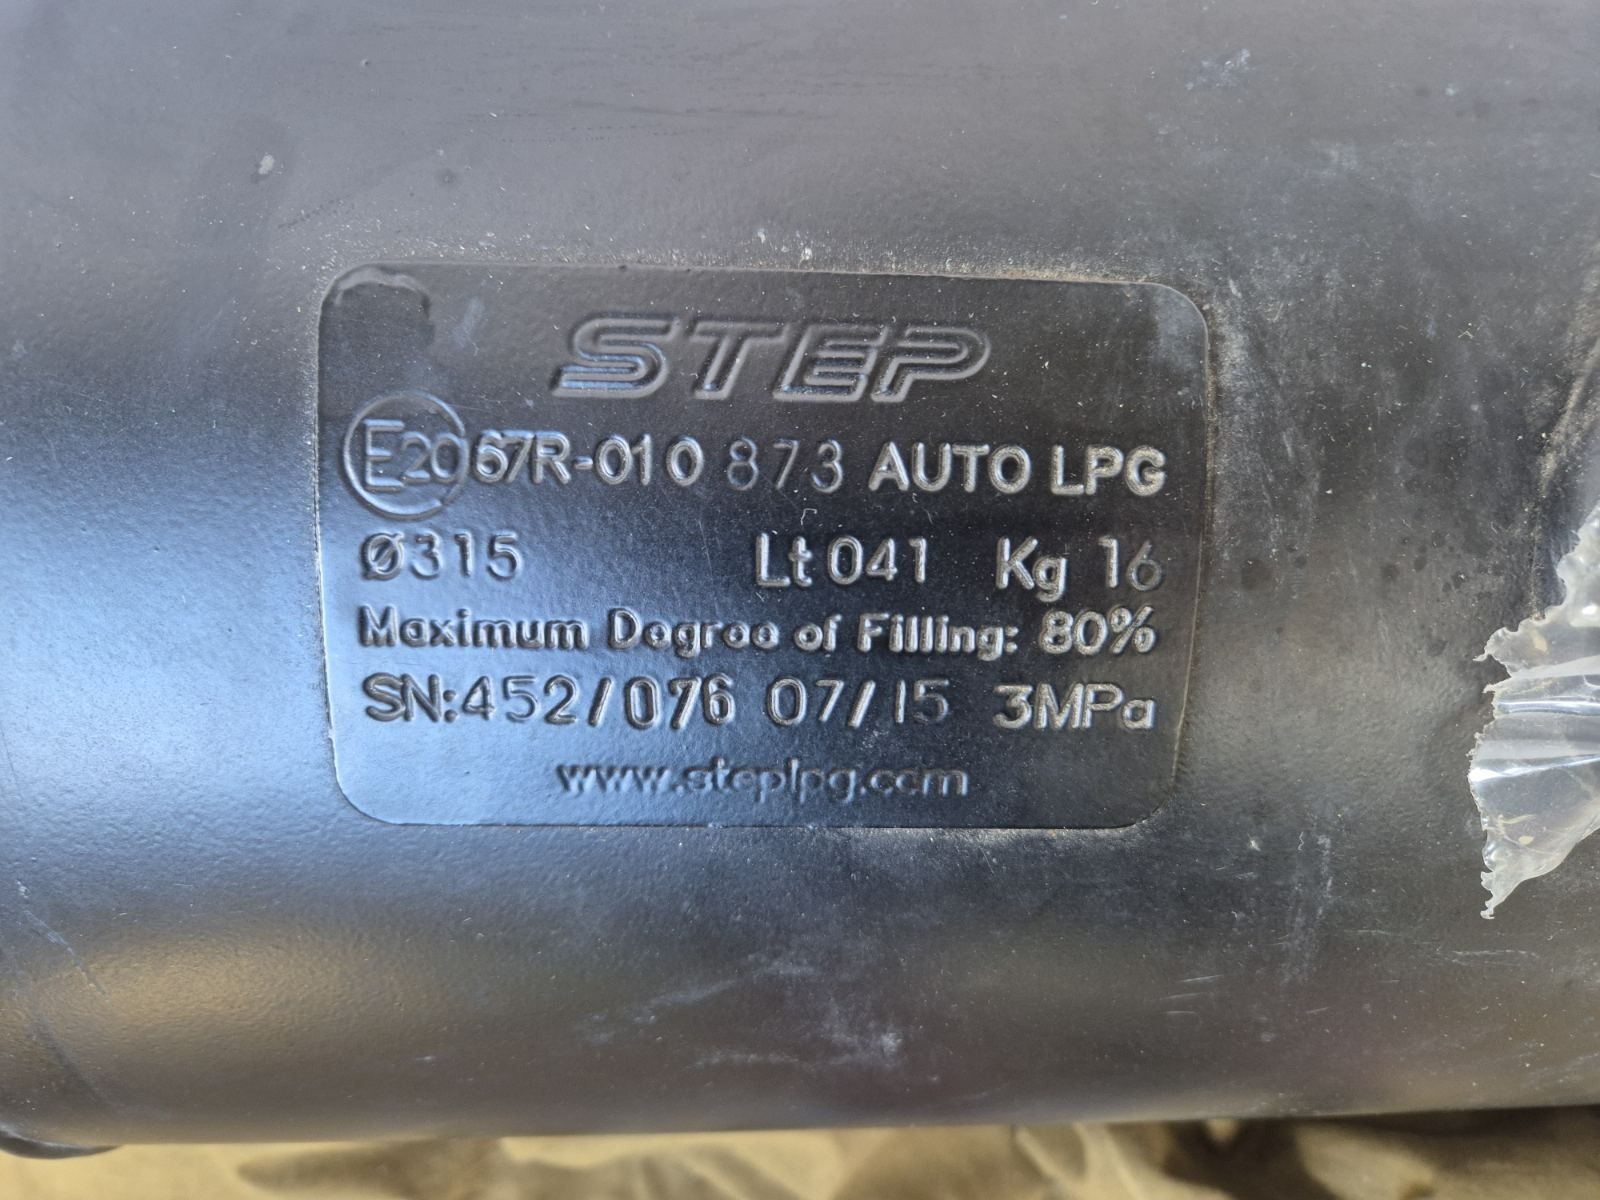 STEP
E20 67R-010 873 AUTO LPG
Ø315 Lt 041 Kg 16
Maximum Degree of Filling: 80%
SN:452/076 07/15 3MPa
www.steplpg.com